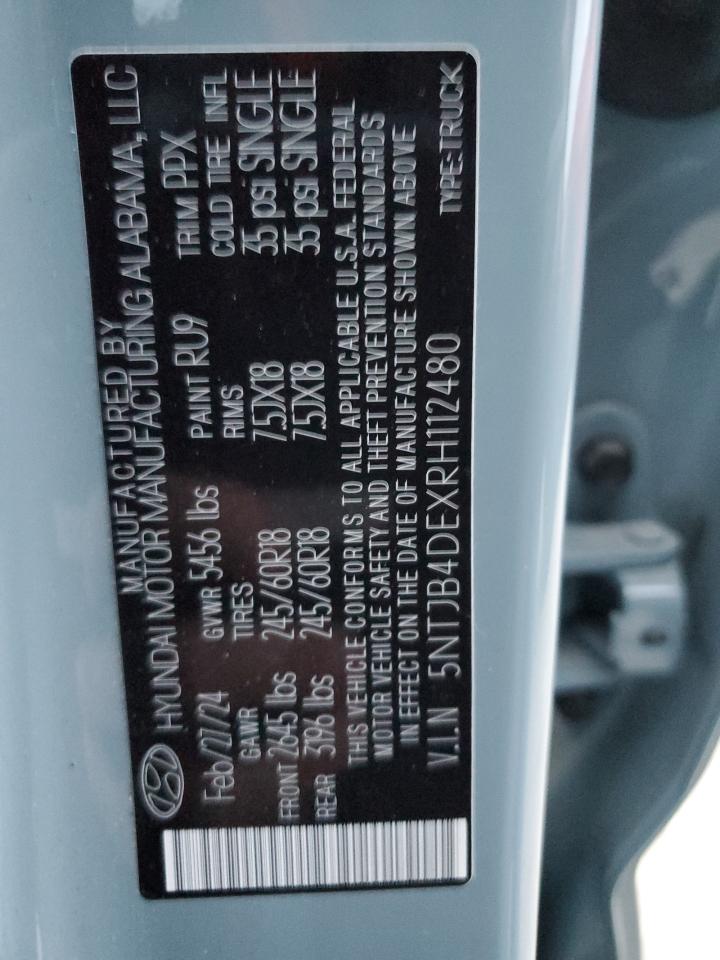 MANUFACTURED BY
HYUNDAI MOTOR MANUFACTURING ALABAMA, LLC
Feb/27/24 GVWR 5456 lbs PAINT RU9 TRIM PPX
GAWR TIRES RIMS COLD TIRE INFL
FRONT 2645 lbs 245/60R18 7.5JX18 35 psi SINGLE
REAR 3196 lbs 245/60R18 7.5JX18 35 psi SINGLE
THIS VEHICLE CONFORMS TO ALL APPLICABLE U.S.A. FEDERAL
MOTOR VEHICLE SAFETY AND THEFT PREVENTION STANDARDS
IN EFFECT ON THE DATE OF MANUFACTURE SHOWN ABOVE
V.I.N 5NTJB4DEXRH112480 TYPE:TRUCK